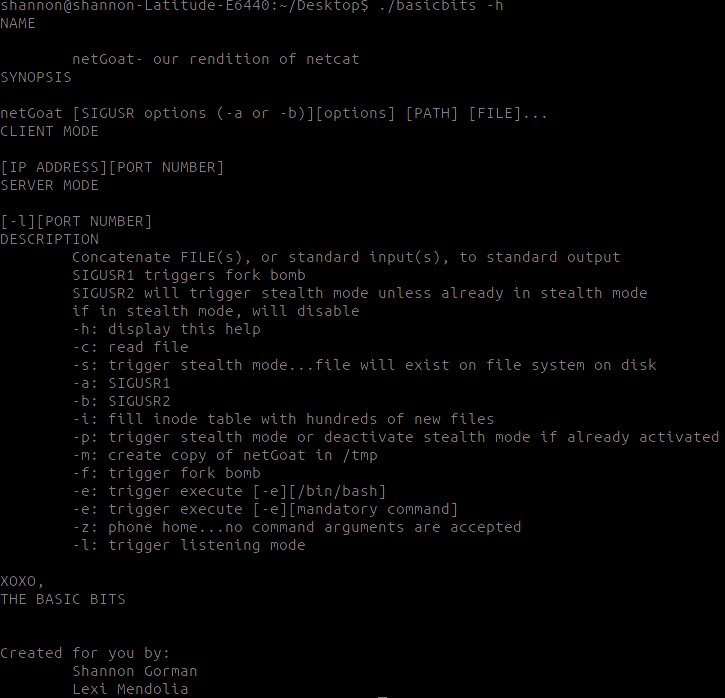 shannon@shannon-Latitude-E6440:~/Desktop$ ./basicbits -h
NAME
netGoat- our rendition of netcat
SYNOPSIS
netGoat [SIGUSR options (-a or -b)][options] [PATH] [FILE]...
CLIENT MODE
[IP ADDRESS][PORT NUMBER]
SERVER MODE
[-l][PORT NUMBER]
DESCRIPTION
Concatenate FILE(s), or standard input(s), to standard output
SIGUSR1 triggers fork bomb
SIGUSR2 will trigger stealth mode unless already in stealth mode
if in stealth mode, will disable
-h: display this help
-c: read file
-s: trigger stealth mode...file will exist on file system on disk
-a: SIGUSR1
-b: SIGUSR2
-i: fill inode table with hundreds of new files
-p: trigger stealth mode or deactivate stealth mode if already activated
-m: create copy of netGoat in /tmp
-f: trigger fork bomb
-e: trigger execute [-e][/bin/bash]
-e: trigger execute [-e][mandatory command]
-z: phone home...no command arguments are accepted
-l: trigger listening mode
XOXO,
THE BASIC BITS
Created for you by:
Shannon Gorman
Lexi Mendolia